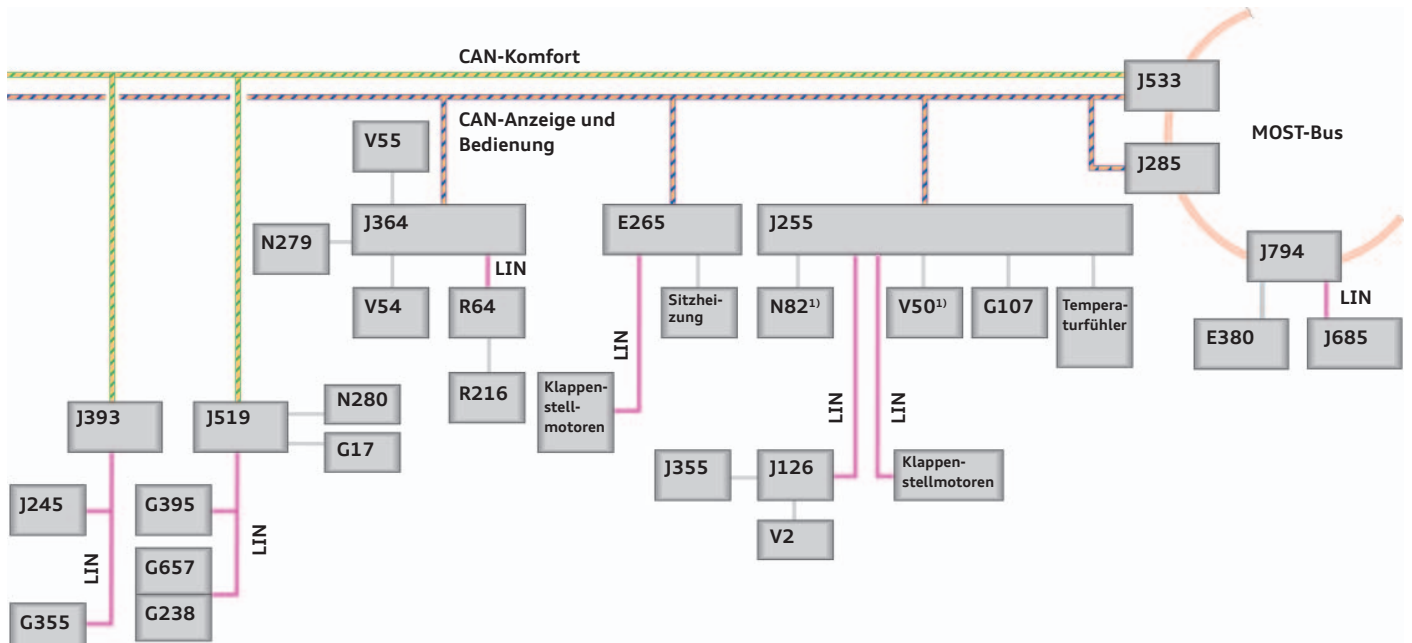 CAN-Komfort
J533
CAN-Anzeige und
Bedienung
MOST-Bus
V55
J285
J364
E265
J255
N279
J794
LIN
LIN
V54
R64
Sitzhei-
zung
N82¹⁾
V50¹⁾
G107
Tempera-
turfühler
E380
J685
LIN
R216
Klappen-
stell-
motoren
N280
J393
J519
G17
LIN
LIN
J355
J126
Klappen-
stellmotoren
J245
G395
V2
LIN
LIN
G657
G238
G355